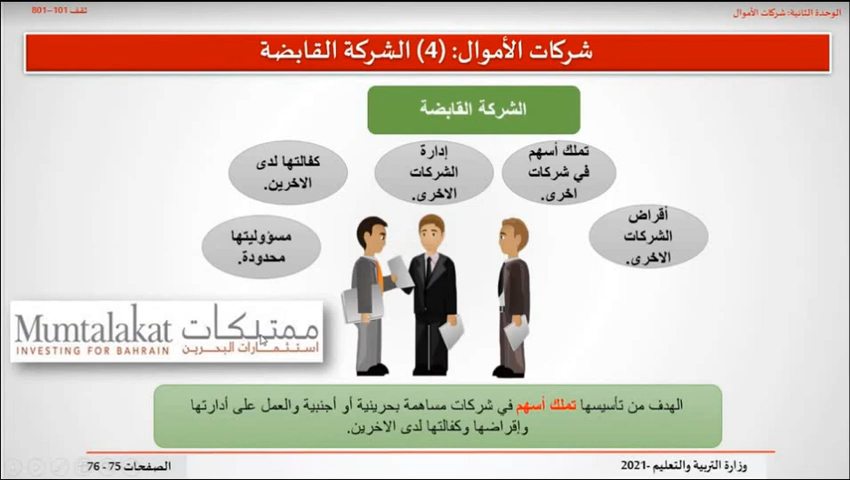 الوحدة الثانية: شركات الأموال
ثقف 101–801
شركات الأموال: (4) الشركة القابضة
الشركة القابضة
تملك أسهم
في شركات
اخرى.
إدارة
الشركات
الاخرى.
كفالتها لدى
الاخرين.
أقراض
الشركات
الاخرى.
مسؤوليتها
محدودة.
Mumtalakat ممتلكات
INVESTING FOR BAHRAIN استثمارات البحرين
الهدف من تأسيسها تملك أسهم في شركات مساهمة بحرينية أو أجنبية والعمل على أدارتها
وإقراضها وكفالتها لدى الاخرين.
وزارة التربية والتعليم -2021
الصفحات 75 - 76